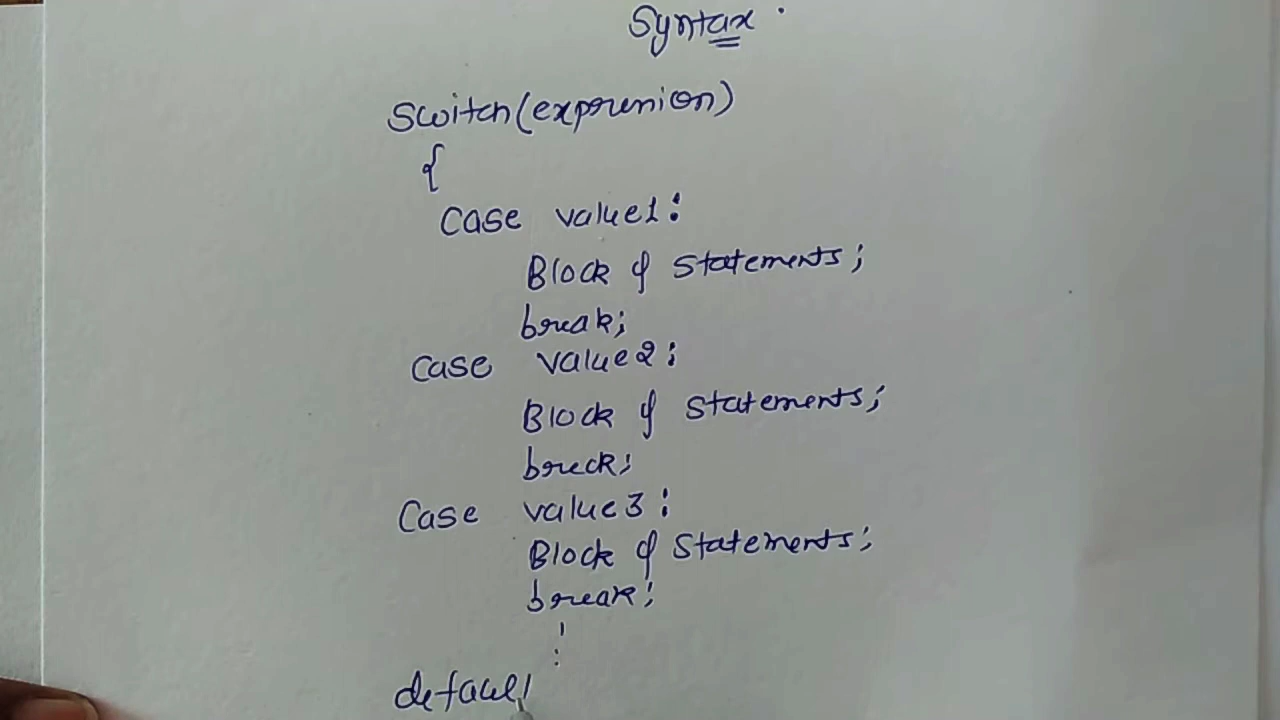 Syntax
Switch(expression)
{
Case value1:
Block of statements;
break;
Case value2:
Block of statements;
break;
Case value3:
Block of statements;
break;
:
defaul